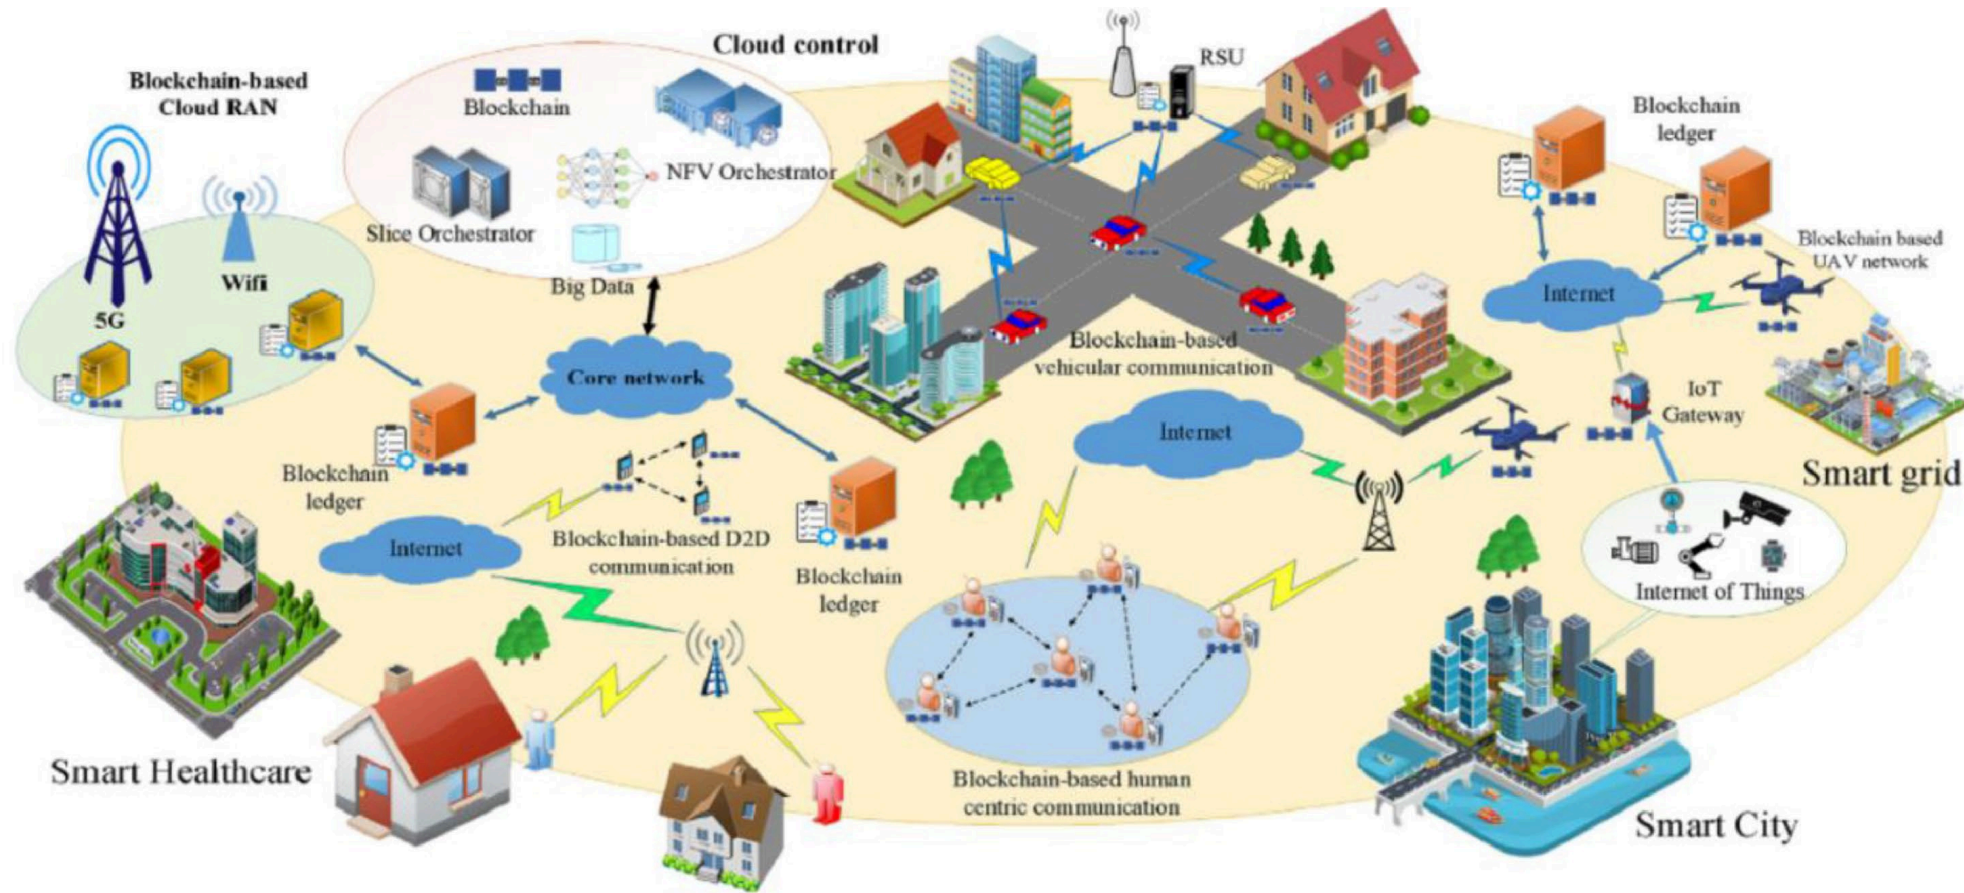 Blockchain-based
Cloud RAN
Cloud control
Blockchain
NFV Orchestrator
Slice Orchestrator
Big Data
5G
Wifi
RSU
Blockchain
ledger
Blockchain based
UAV network
Internet
Core network
Blockchain-based
vehicular communication
IoT
Gateway
Smart grid
Internet
Blockchain
ledger
Internet
Blockchain-based D2D
communication
Blockchain
ledger
Internet of Things
Smart Healthcare
Blockchain-based human
centric communication
Smart City